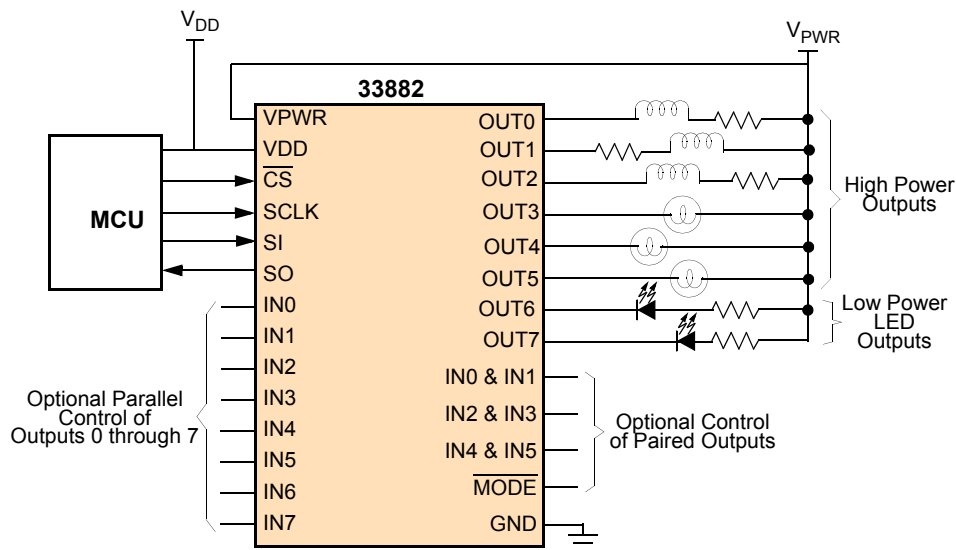 VDD
VPWR
33882
MCU
VPWR
VDD
CS
SCLK
SI
SO
IN0
IN1
IN2
IN3
IN4
IN5
IN6
IN7
OUT0
OUT1
OUT2
OUT3
OUT4
OUT5
OUT6
OUT7
IN0 & IN1
IN2 & IN3
IN4 & IN5
MODE
GND
High Power
Outputs
Low Power
LED
Outputs
Optional Parallel
Control of
Outputs 0 through 7
Optional Control
of Paired Outputs